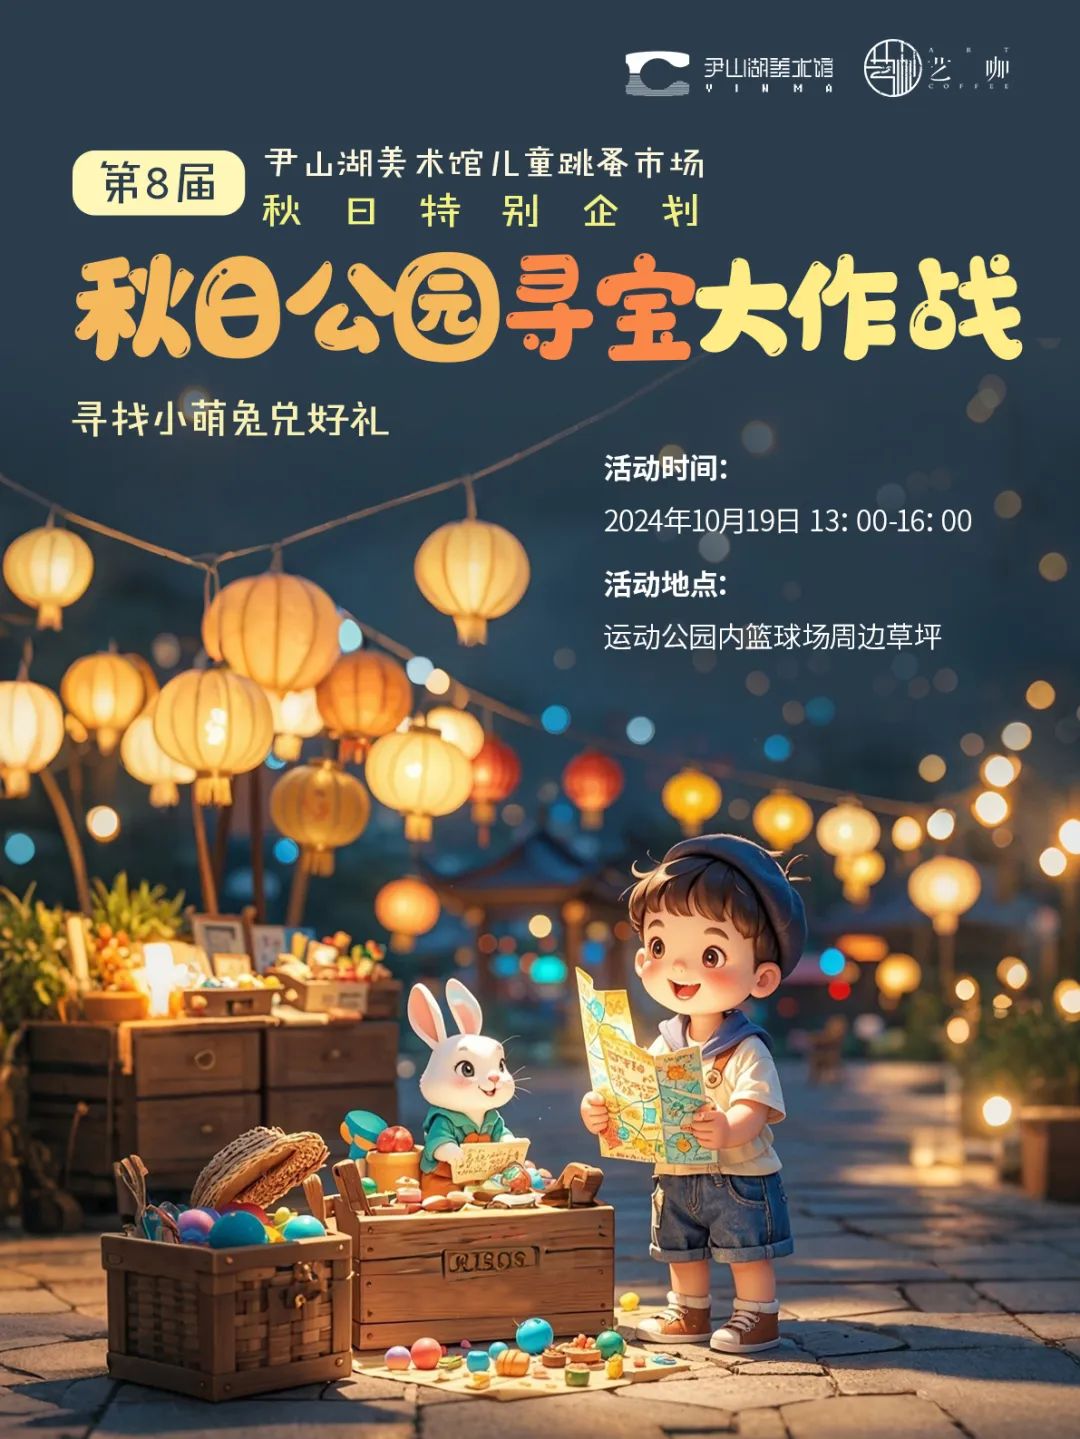 尹山湖美术馆
YINMA
艺咖
ART
COFFEE
第8届
尹山湖美术馆儿童跳蚤市场
秋日特别企划
秋日公园寻宝大作战
寻找小萌兔兑好礼
活动时间：
2024年10月19日 13：00-16：00
活动地点：
运动公园内篮球场周边草坪